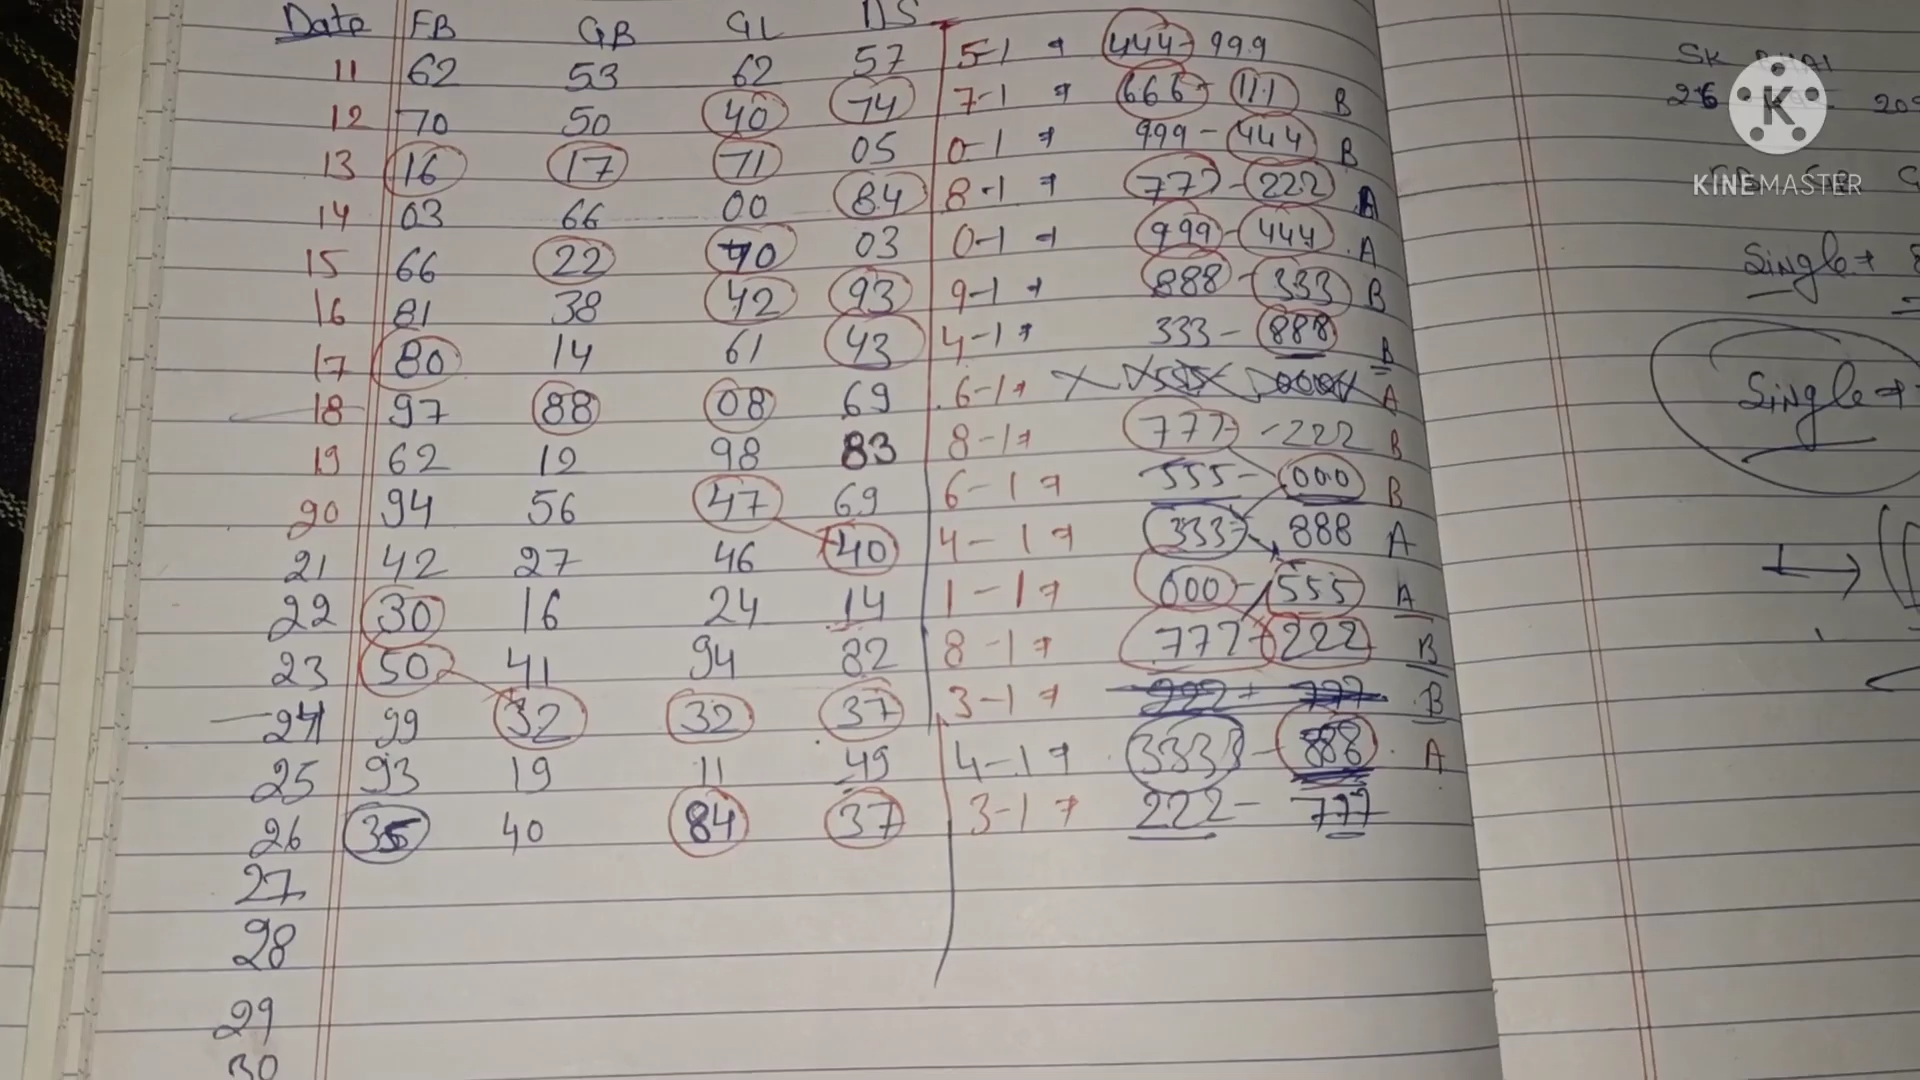 Date FB GB GL DS
11 62 53 62 57 5-1 → 444- 999
12 70 50 40 74 7-1 → 666- 111 B
13 16 17 71 05 0-1 → 999- 444 B
14 03 66 00 84 8-1 → 777-222 A
15 66 22 70 03 0-1 → 999-444 A
16 81 38 42 93 9-1 → 888-333 B
17 80 14 61 43 4-1→ 333-888 B
18 97 88 08 69 6-1→ A
19 62 12 98 83 8-1→ 777-222 B
20 94 56 47 69 6-1→ 555-000 B
21 42 27 46 40 4-1→ 333-888 A
22 30 16 24 14 1-1→ 000-555 A
23 50 41 94 82 8-1→ 777-222 B
24 99 32 32 37 3-1→ 222→ 777 B
25 93 19 11 49 4-1→ 333-888 A
26 35 40 84 37 3-1→ 222- 777
27
28
29
30
SK
26
KINEMASTER
Single→
Single→